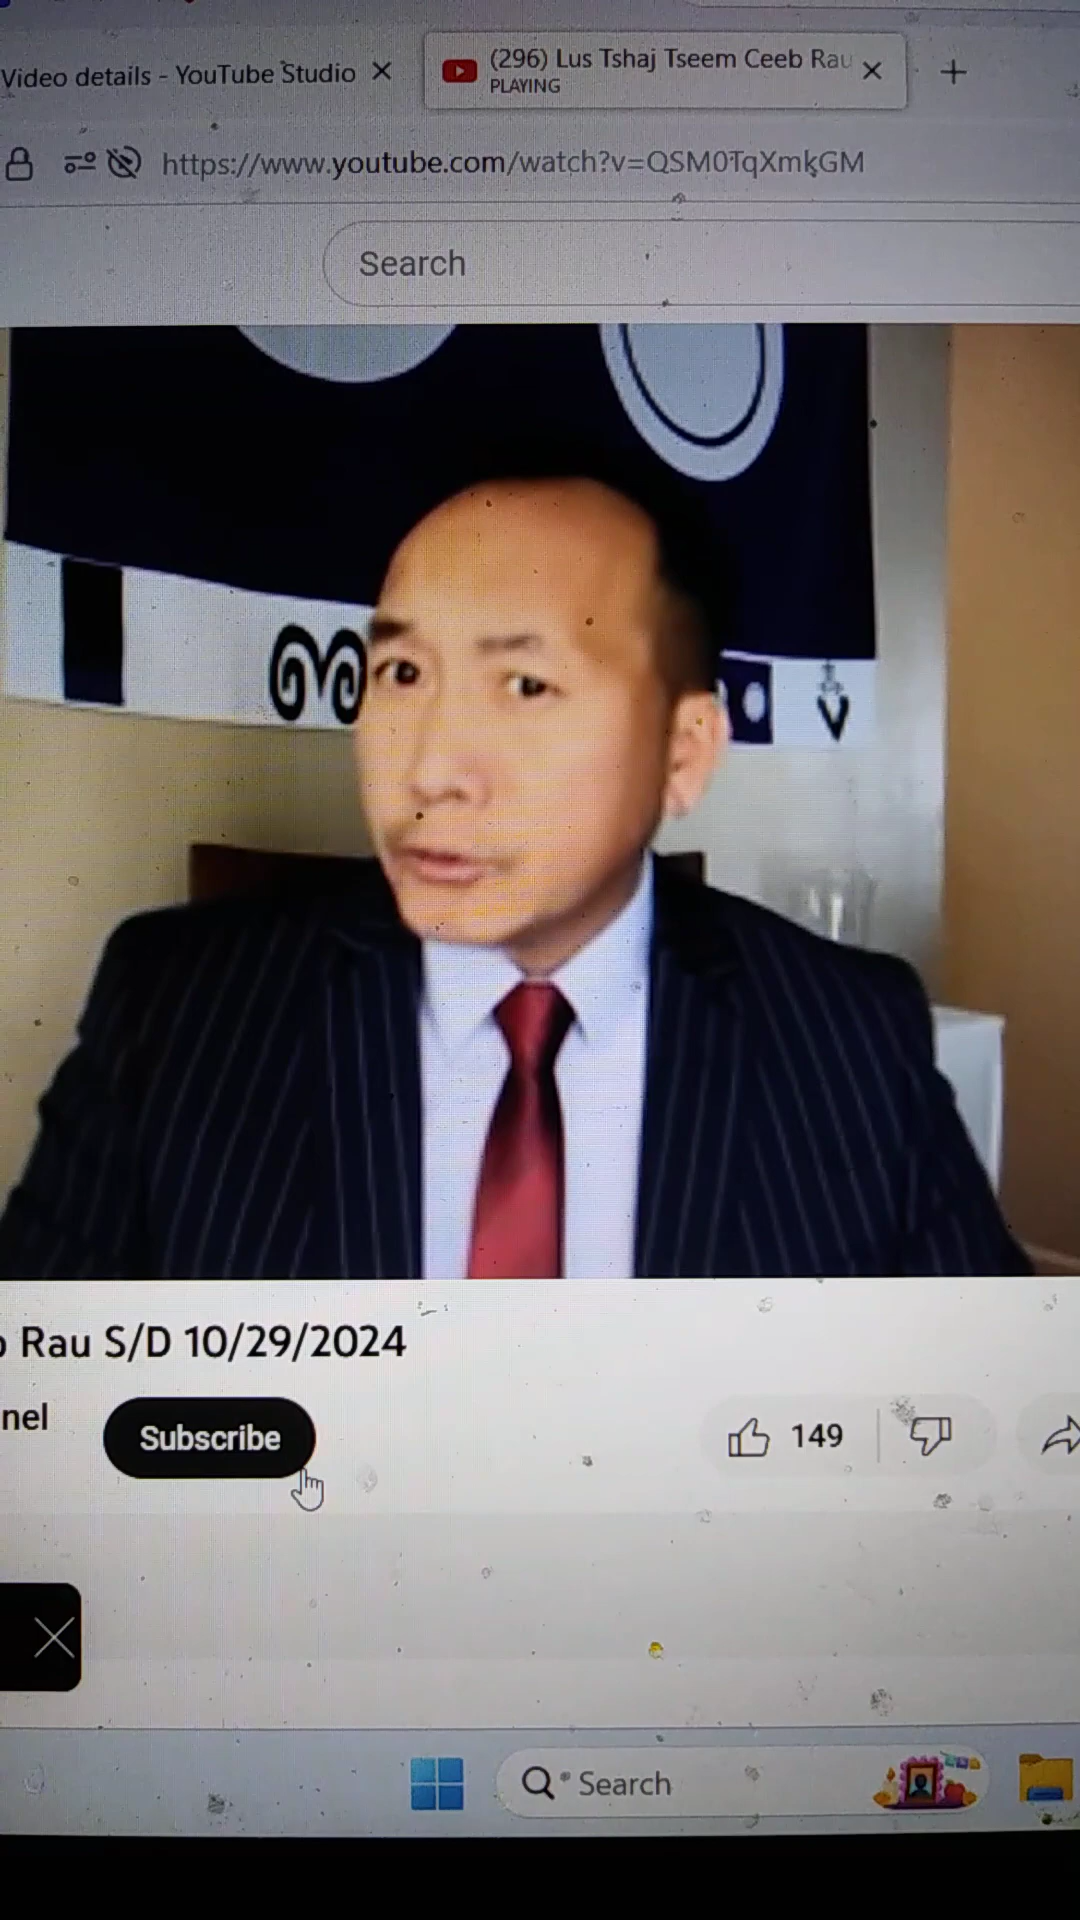 Video details - YouTube Studio
(296) Lus Tshaj Tseem Ceeb Rau
PLAYING
https://www.youtube.com/watch?v=QSM0TqXmkGM
Search
Rau S/D 10/29/2024
nel
Subscribe
149
Search